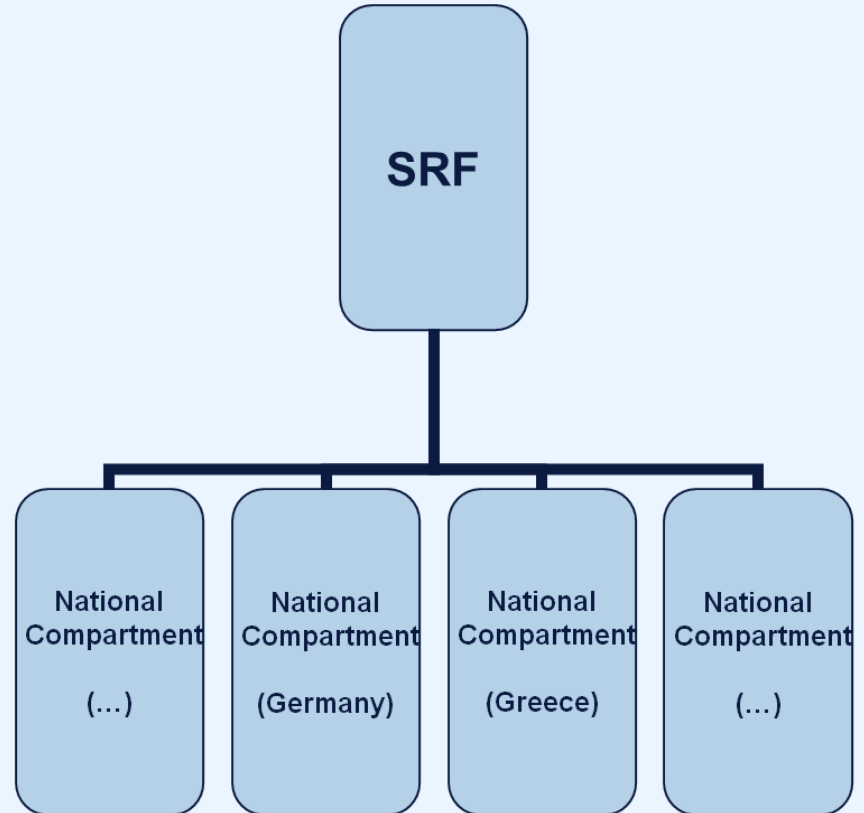 SRF
National
Compartment
(...)
National
Compartment
(Germany)
National
Compartment
(Greece)
National
Compartment
(...)